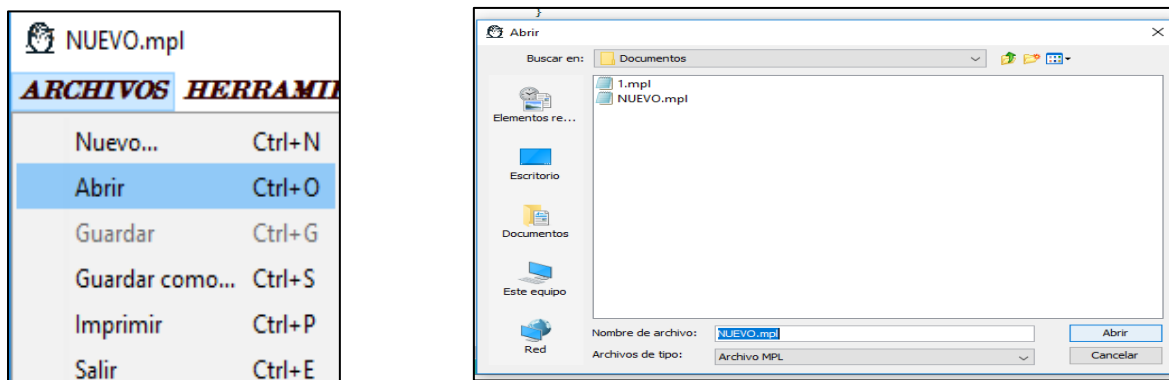 NUEVO.mpl
ARCHIVOS
Nuevo... Ctrl+N
Abrir Ctrl+O
Guardar Ctrl+G
Guardar como... Ctrl+S
Imprimir Ctrl+P
Salir Ctrl+E
}
Abrir
Buscar en: Documentos
1.mpl
NUEVO.mpl
Elementos re...
Escritorio
Documentos
Este equipo
Red
Nombre de archivo: NUEVO.mpl Abrir
Archivos de tipo: Archivo MPL Cancelar